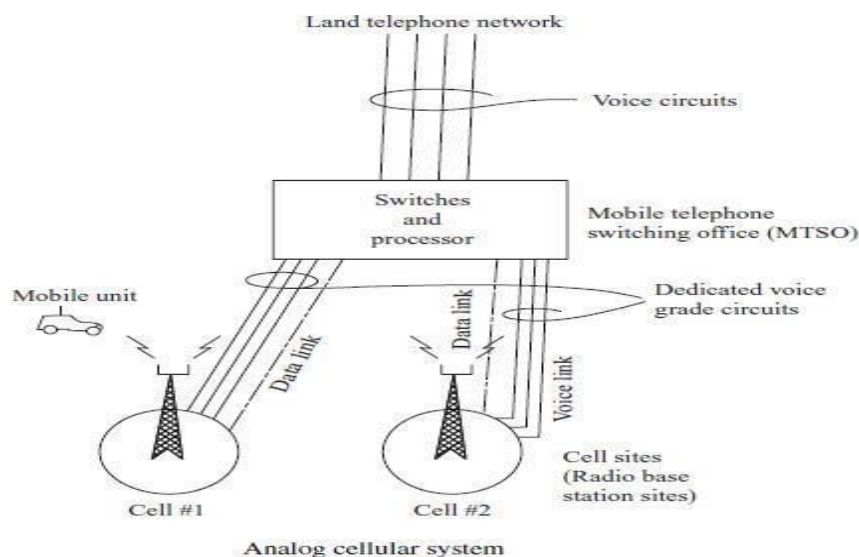 Land telephone network
Voice circuits
Switches
and
processor
Mobile telephone
switching office (MTSO)
Mobile unit
Dedicated voice
grade circuits
Data link
Data link
Voice link
Cell sites
(Radio base
station sites)
Cell #1
Cell #2
Analog cellular system